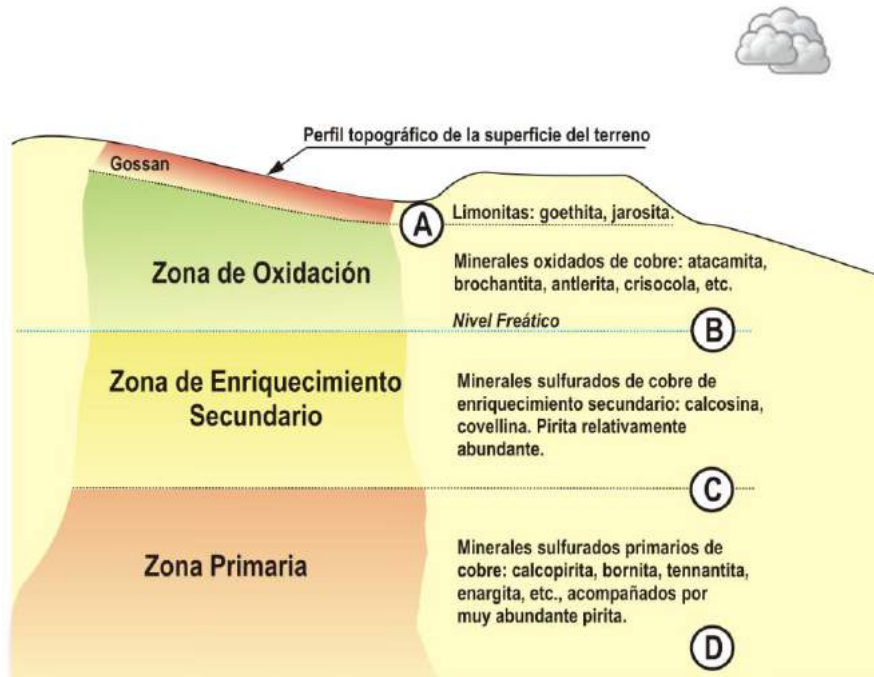 Perfil topográfico de la superficie del terreno
Gossan
A
Limonitas: goethita, jarosita.
Zona de Oxidación
Minerales oxidados de cobre: atacamita,
brochantita, antlerita, crisocola, etc.
Nivel Freático
B
Zona de Enriquecimiento
Secundario
Minerales sulfurados de cobre de
enriquecimiento secundario: calcosina,
covellina. Pirita relativamente
abundante.
C
Zona Primaria
Minerales sulfurados primarios de
cobre: calcopirita, bornita, tennantita,
enargita, etc., acompañados por
muy abundante pirita.
D